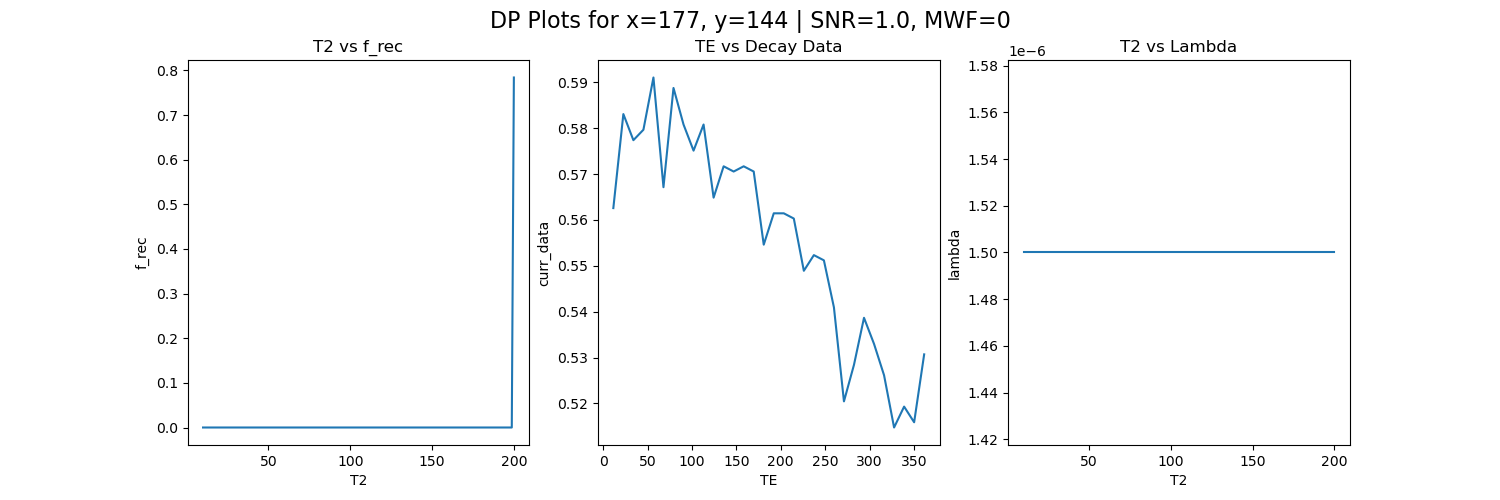 DP Plots for x=177, y=144 | SNR=1.0, MWF=0
T2 vs f_rec
0.8
0.7
0.6
0.5
0.4
0.3
0.2
0.1
0.0
f_rec
50 100 150 200
T2
TE vs Decay Data
0.59
0.58
0.57
0.56
0.55
0.54
0.53
0.52
curr_data
0 50 100 150 200 250 300 350
TE
T2 vs Lambda
1e−6
1.58
1.56
1.54
1.52
1.50
1.48
1.46
1.44
1.42
lambda
50 100 150 200
T2